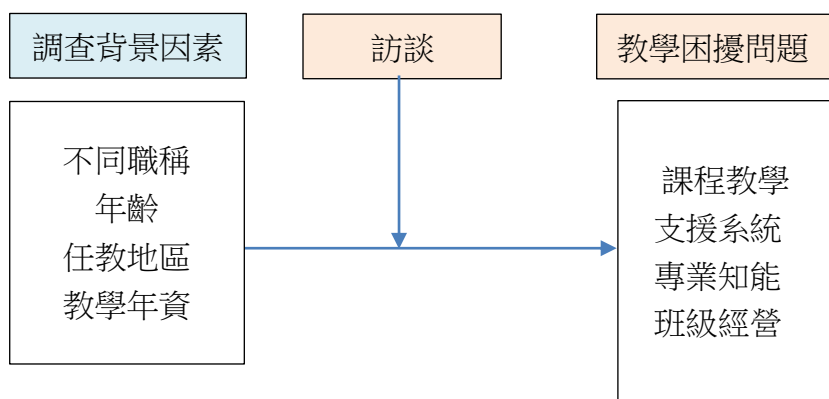 調查背景因素
訪談
教學困擾問題
不同職稱
年齡
任教地區
教學年資
課程教學
支援系統
專業知能
班級經營